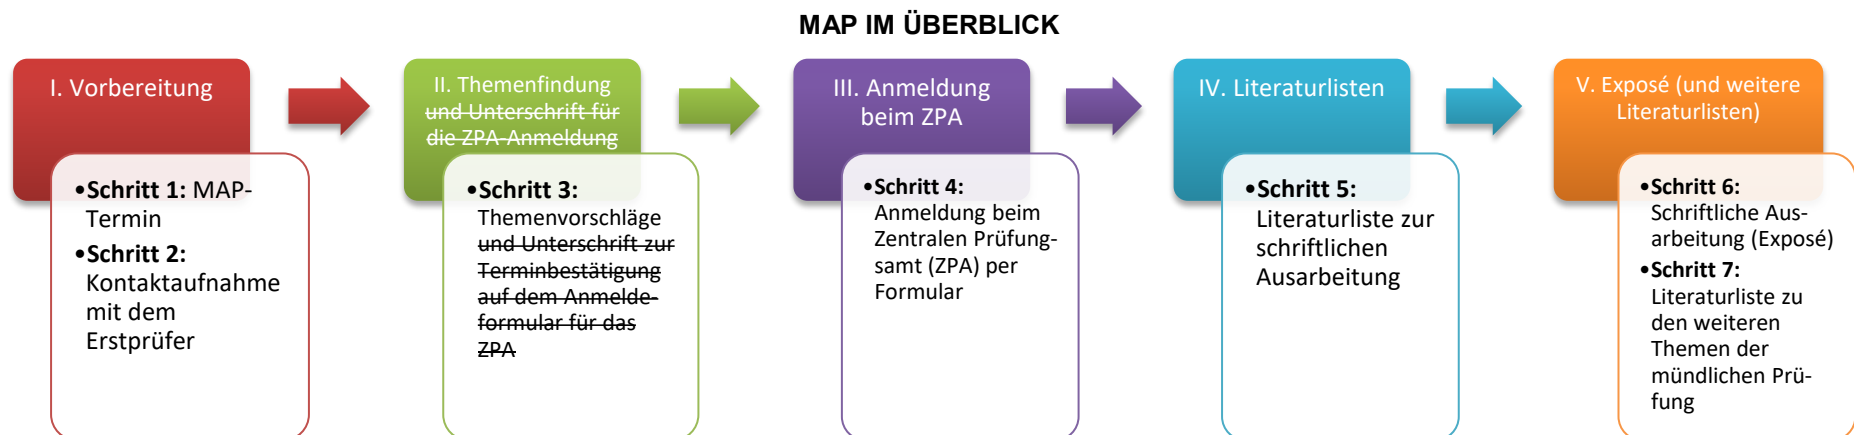 MAP IM ÜBERBLICK
I. Vorbereitung
•Schritt 1: MAP-
Termin
•Schritt 2:
Kontaktaufnahme
mit dem
Erstprüfer
II. Themenfindung
und Unterschrift für
die ZPA-Anmeldung
•Schritt 3:
Themenvorschläge
und Unterschrift zur
Terminbestätigung
auf dem Anmelde-
formular für das
ZPA
III. Anmeldung
beim ZPA
•Schritt 4:
Anmeldung beim
Zentralen Prüfung-
samt (ZPA) per
Formular
IV. Literaturlisten
•Schritt 5:
Literaturliste zur
schriftlichen
Ausarbeitung
V. Exposé (und weitere
Literaturlisten)
•Schritt 6:
Schriftliche Aus-
arbeitung (Exposé)
•Schritt 7:
Literaturliste zu
den weiteren
Themen der
mündlichen Prü-
fung